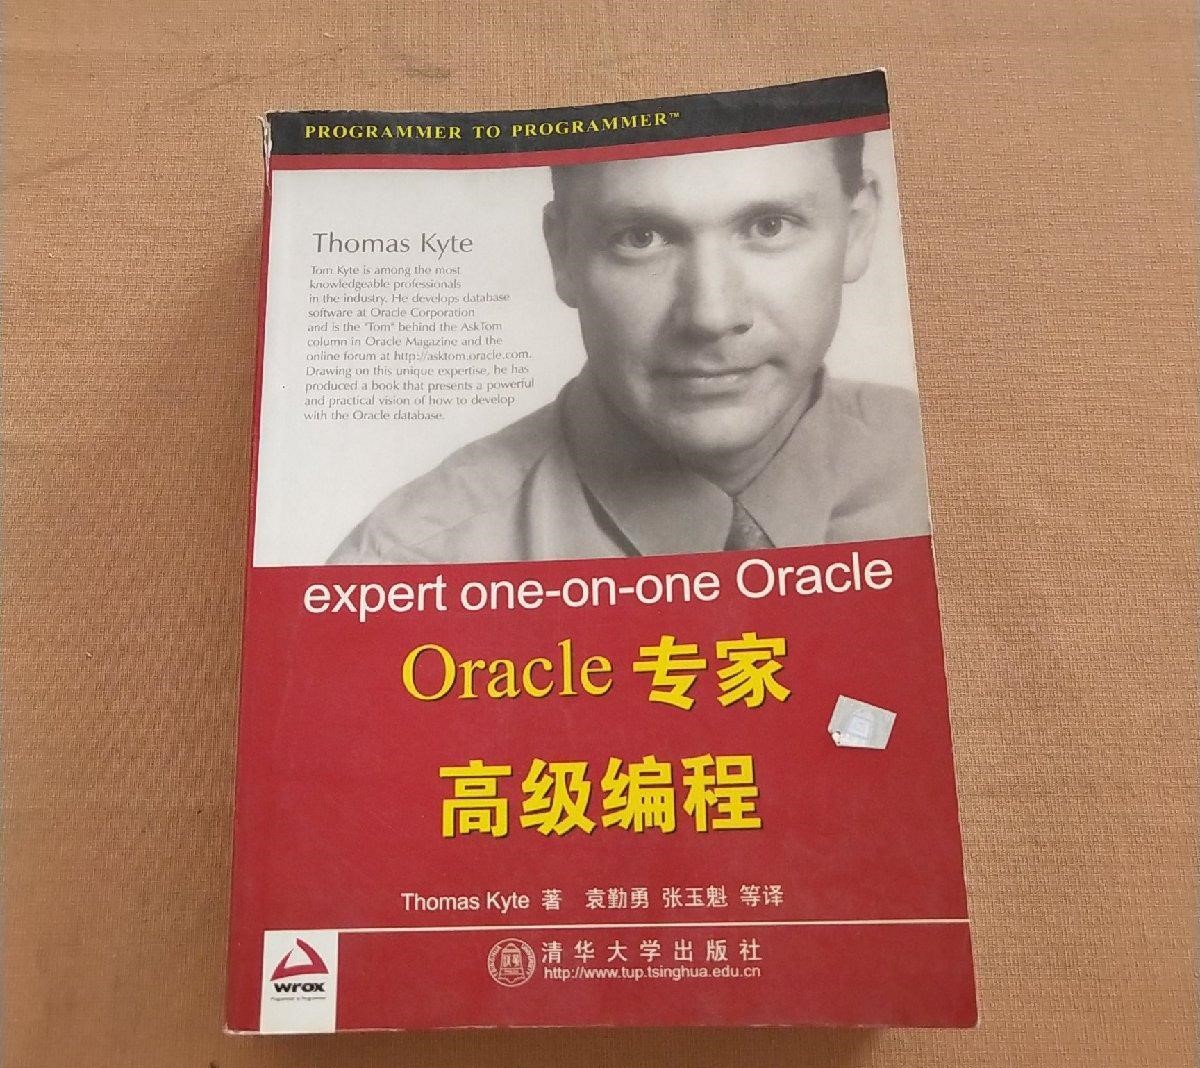 PROGRAMMER TO PROGRAMMER™
Thomas Kyte
Tom Kyte is among the most
knowledgeable professionals
in the industry. He develops database
software at Oracle Corporation
and is the "Tom" behind the AskTom
column in Oracle Magazine and the
online forum at http://asktom.oracle.com.
Drawing on this unique expertise, he has
produced a book that presents a powerful
and practical vision of how to develop
with the Oracle database.
expert one-on-one Oracle
Oracle 专家
高级编程
Thomas Kyte 著 袁勤勇 张玉魁 等译
清华大学出版社
http://www.tup.tsinghua.edu.cn
wrox
Programmer to Programmer